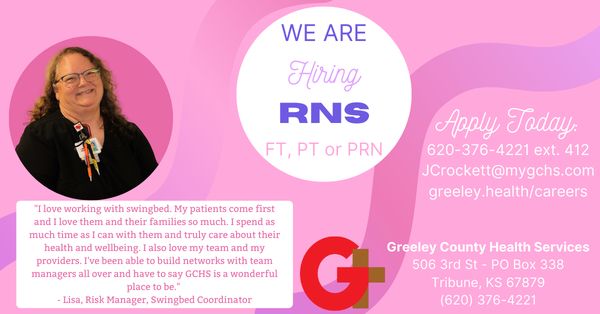 WE ARE
Hiring
RNS
FT, PT or PRN
Apply Today:
620-376-4221 ext. 412
JCrockett@mygchs.com
greeley.health/careers
"I love working with swingbed. My patients come first
and I love them and their families so much. I spend as
much time as I can with them and truly care about their
health and wellbeing. I also love my team and my
providers. I've been able to build networks with team
managers all over and have to say GCHS is a wonderful
place to be."
- Lisa, Risk Manager, Swingbed Coordinator
G
Greeley County Health Services
506 3rd St - PO Box 338
Tribune, KS 67879
(620) 376-4221